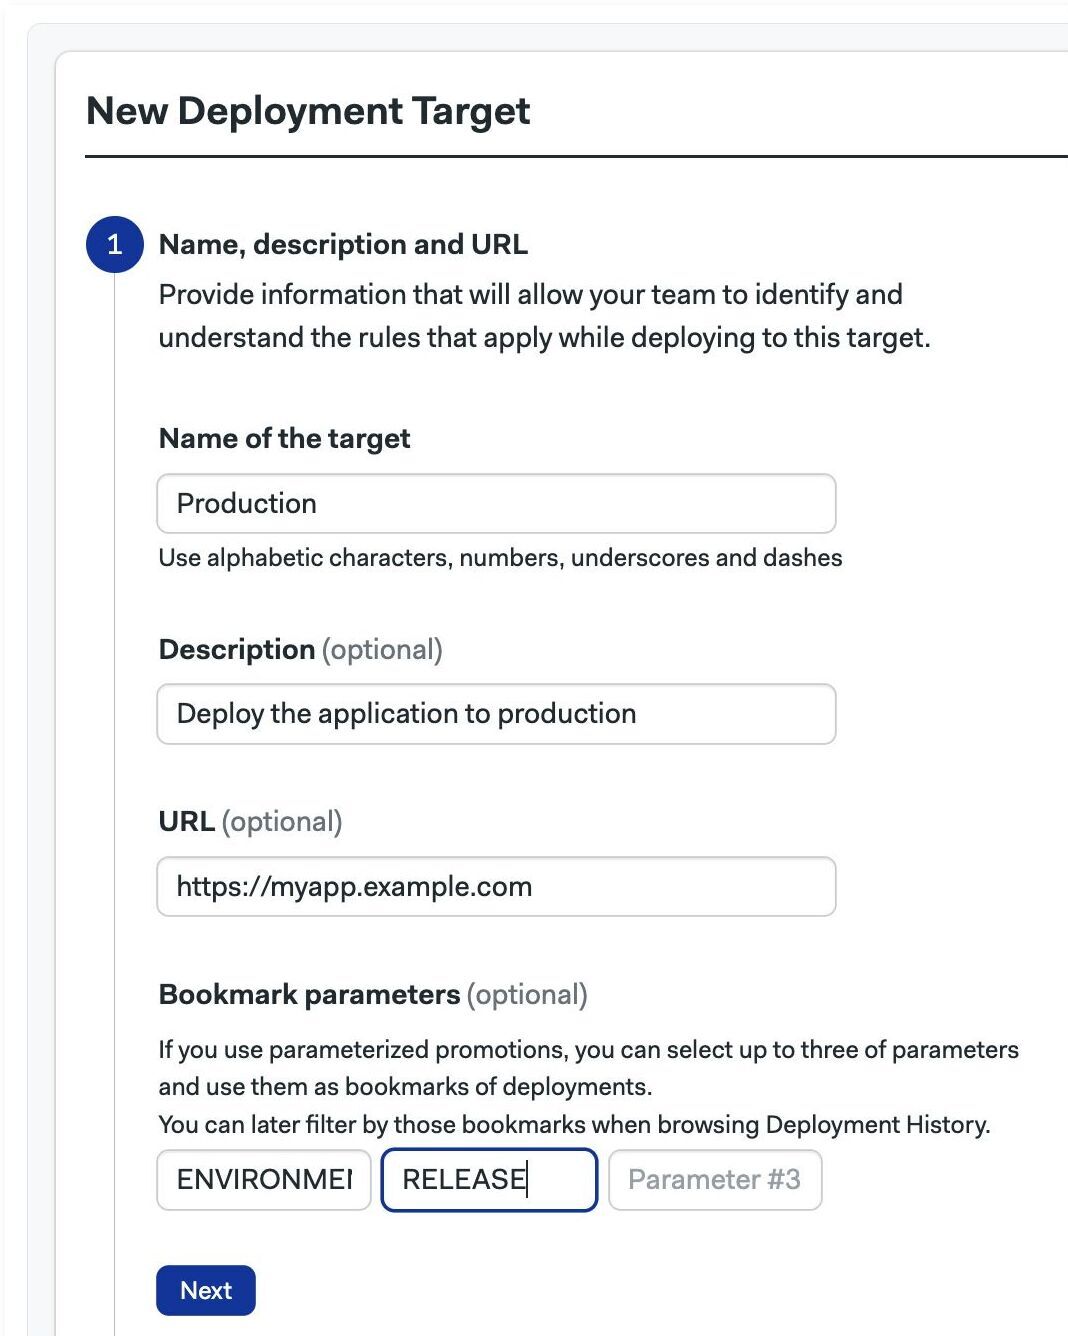 New Deployment Target
1
Name, description and URL
Provide information that will allow your team to identify and
understand the rules that apply while deploying to this target.
Name of the target
Production
Use alphabetic characters, numbers, underscores and dashes
Description (optional)
Deploy the application to production
URL (optional)
https://myapp.example.com
Bookmark parameters (optional)
If you use parameterized promotions, you can select up to three of parameters
and use them as bookmarks of deployments.
You can later filter by those bookmarks when browsing Deployment History.
ENVIRONMEN RELEASE Parameter #3
Next